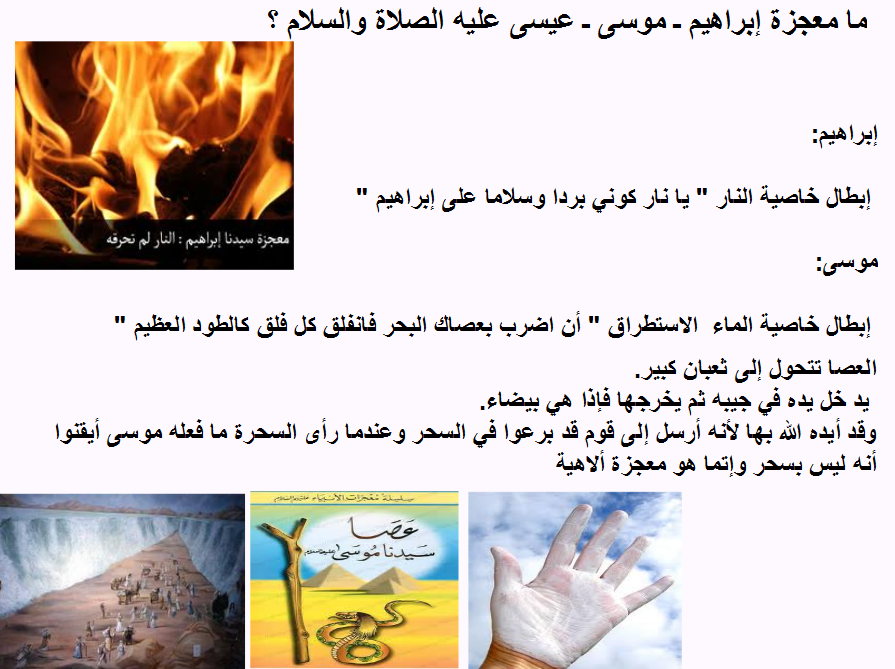 ما معجزة إبراهيم ـ موسى ـ عيسى عليه الصلاة والسلام ؟
إبراهيم:
إبطال خاصية النار " يا نار كوني بردا وسلاما على إبراهيم "
معجزة سيدنا إبراهيم : النار لم تحرقه
موسى:
إبطال خاصية الماء الاستطراق " أن اضرب بعصاك البحر فانفلق كل فلق كالطود العظيم "
العصا تتحول إلى ثعبان كبير.
يد خل يده في جيبه ثم يخرجها فإذا هي بيضاء.
وقد أيده الله بها لأنه أرسل إلى قوم قد برعوا في السحر وعندما رأى السحرة ما فعله موسى أيقنوا
أنه ليس بسحر وإنما هو معجزة ألاهية
سلسلة معجزات الأنبياء عليهم السلام
عَصَا
سيدنا مُوسَى عليه السلام